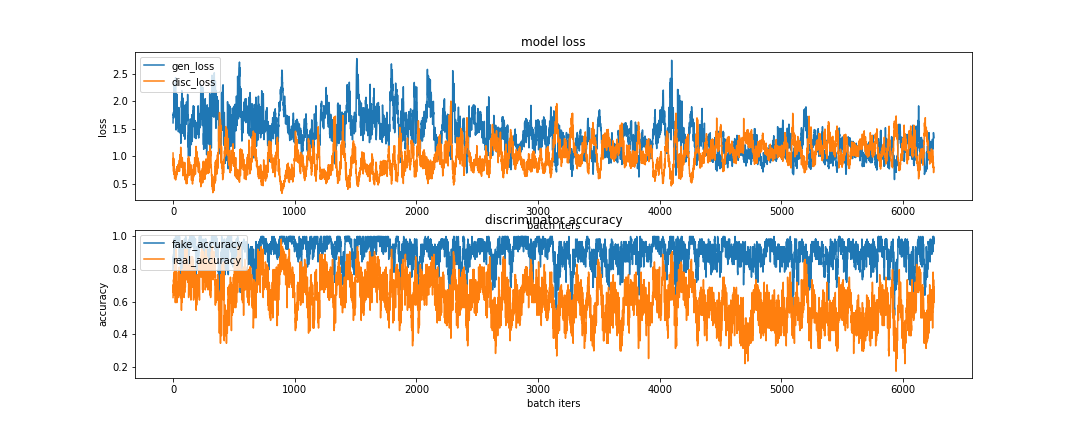 model loss
gen_loss
disc_loss
loss
2.5
2.0
1.5
1.0
0.5
0 1000 2000 3000 4000 5000 6000
batch iters
discriminator accuracy
fake_accuracy
real_accuracy
accuracy
1.0
0.8
0.6
0.4
0.2
0 1000 2000 3000 4000 5000 6000
batch iters